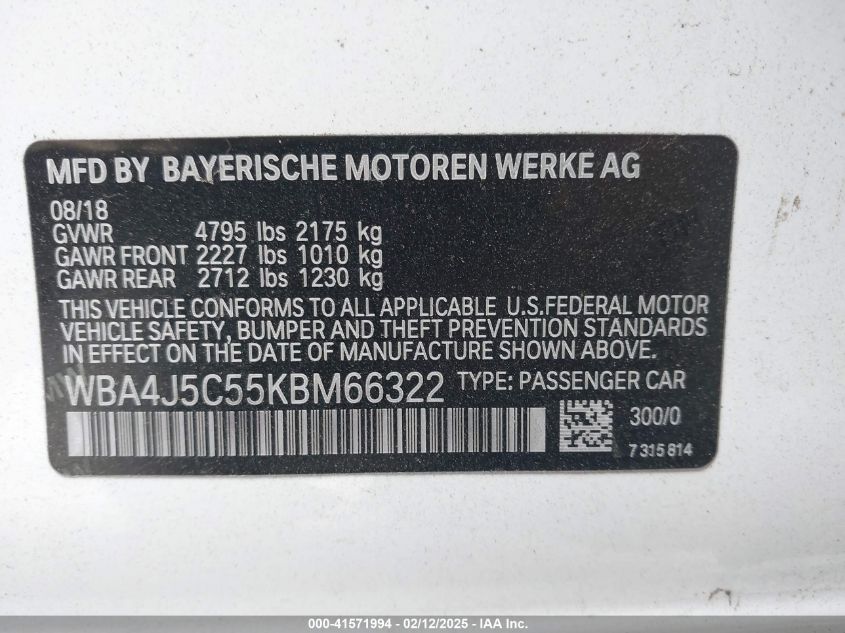 MFD BY BAYERISCHE MOTOREN WERKE AG
08/18
GVWR 4795 lbs 2175 kg
GAWR FRONT 2227 lbs 1010 kg
GAWR REAR 2712 lbs 1230 kg
THIS VEHICLE CONFORMS TO ALL APPLICABLE U.S.FEDERAL MOTOR
VEHICLE SAFETY, BUMPER AND THEFT PREVENTION STANDARDS
IN EFFECT ON THE DATE OF MANUFACTURE SHOWN ABOVE.
WBA4J5C55KBM66322 TYPE: PASSENGER CAR
300/0
7 315 814
000-41571994 - 02/12/2025 - IAA Inc.